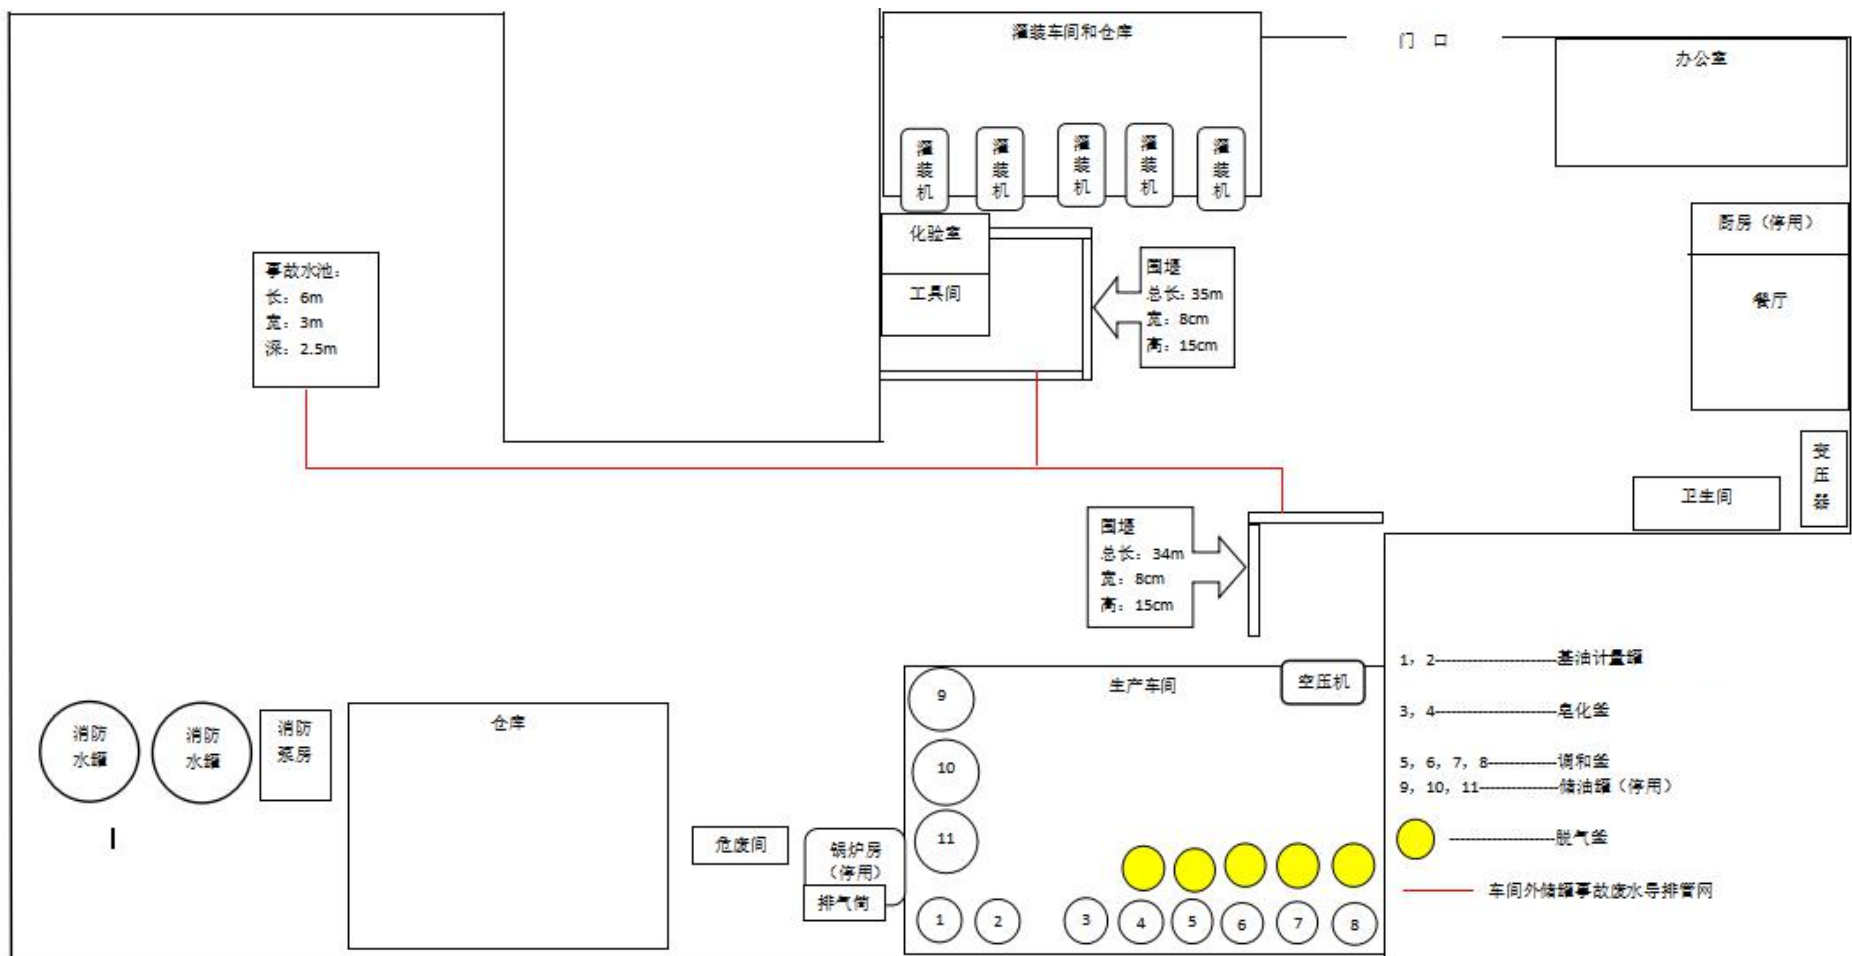 灌装车间和仓库
门 口
办公室
灌装机
灌装机
灌装机
灌装机
灌装机
化验室
工具间
围堰
总长：35m
宽：8cm
高：15cm
厨房（停用）
餐厅
事故水池：
长：6m
宽：3m
深：2.5m
变压器
卫生间
围堰
总长：34m
宽：8cm
高：15cm
生产车间
空压机
9
10
11
1
2
3
4
5
6
7
8
消防
水罐
消防
水罐
消防
泵房
仓库
危废间
锅炉房
（停用）
排气筒
1，2--------------------基油计量罐
3，4--------------------皂化釜
5，6，7，8-----------调和釜
9，10，11-------------储油罐（停用）
------------------脱气釜
车间外储罐事故废水导排管网